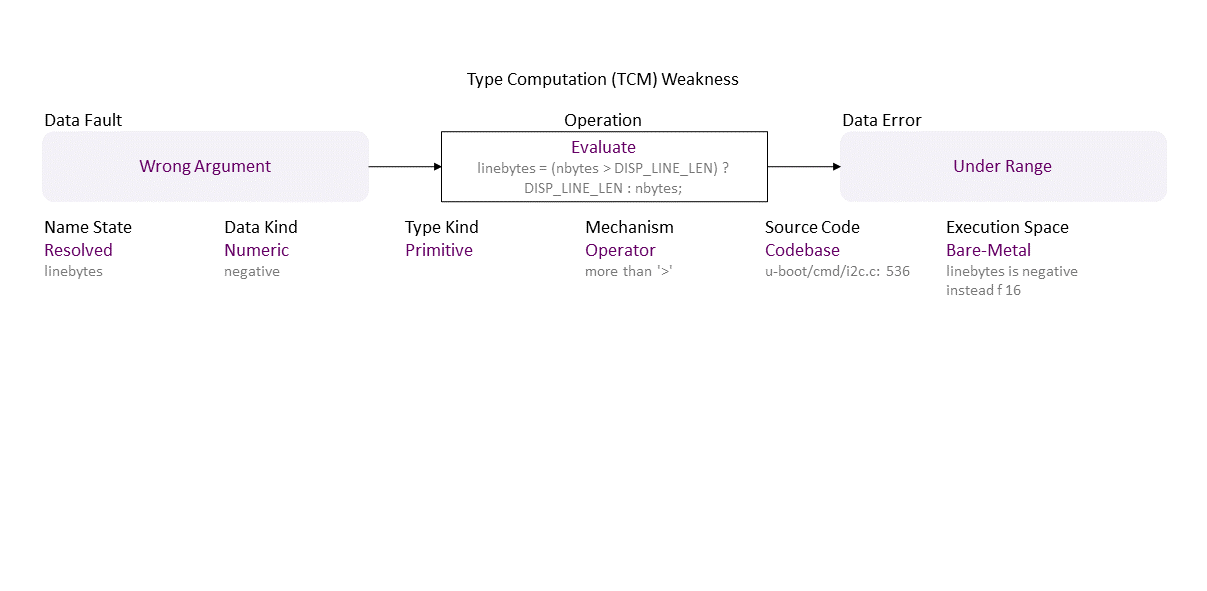 Type Computation (TCM) Weakness
Data Fault
Operation
Data Error
Wrong Argument
Evaluate
linebytes = (nbytes > DISP_LINE_LEN) ?
DISP_LINE_LEN : nbytes;
Under Range
Name State
Resolved
linebytes
Data Kind
Numeric
negative
Type Kind
Primitive
Mechanism
Operator
more than '>'
Source Code
Codebase
u-boot/cmd/i2c.c: 536
Execution Space
Bare-Metal
linebytes is negative
instead f 16